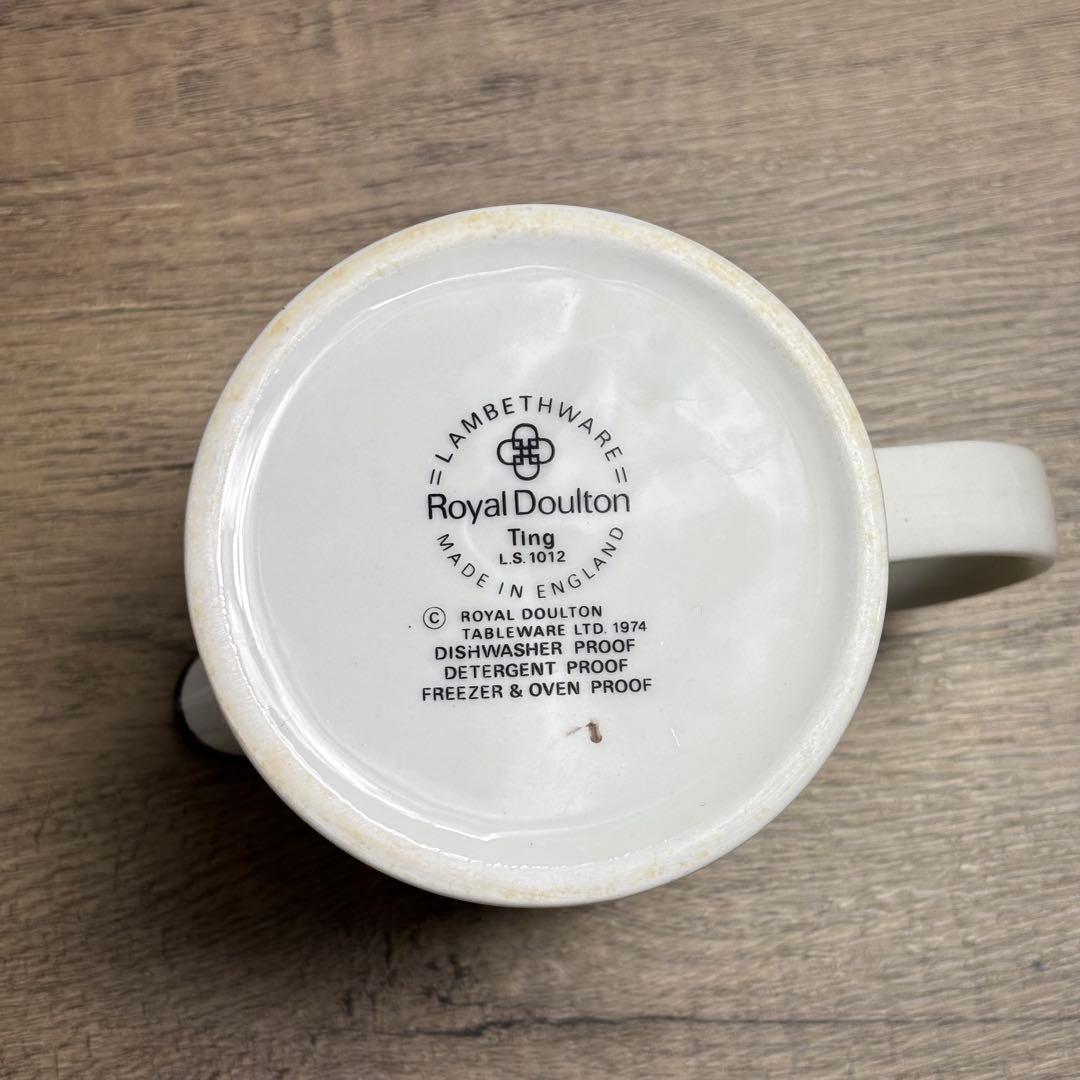 = LAMBETHWARE =
Royal Doulton
Ting
L.S. 1012
MADE IN ENGLAND
© ROYAL DOULTON
TABLEWARE LTD. 1974
DISHWASHER PROOF
DETERGENT PROOF
FREEZER & OVEN PROOF